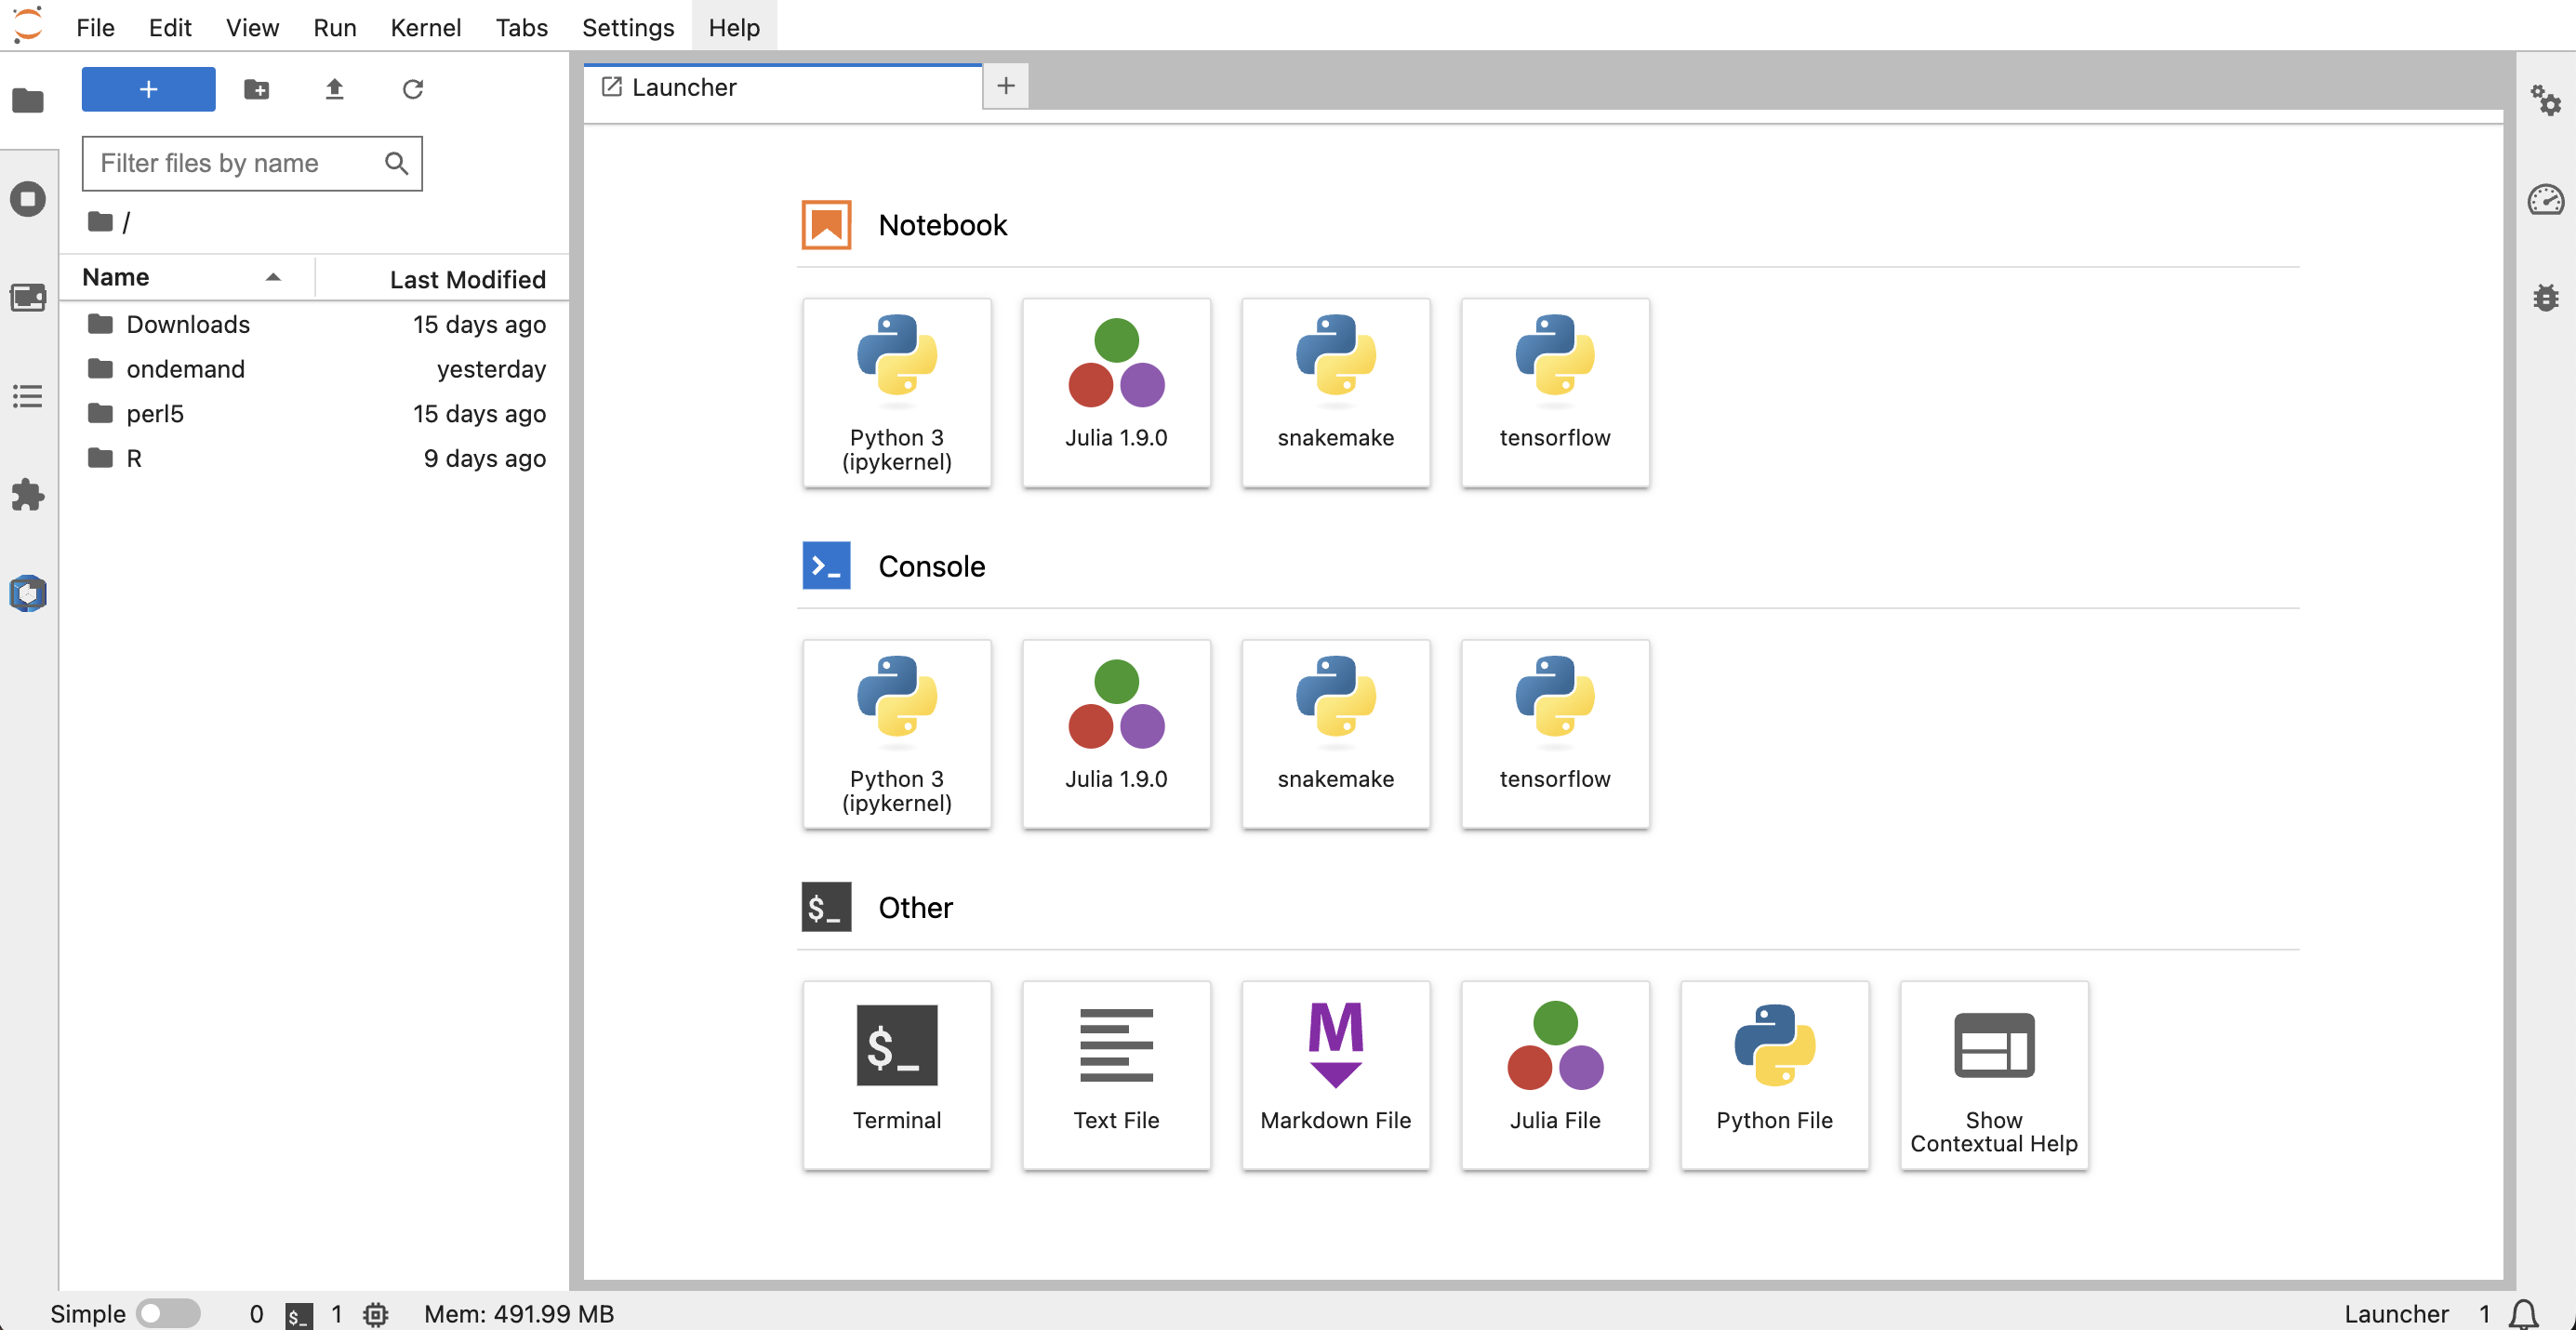 File Edit View Run Kernel Tabs Settings Help
Launcher
Filter files by name
/
Name Last Modified
Downloads 15 days ago
ondemand yesterday
perl5 15 days ago
R 9 days ago
Notebook
Python 3
(ipykernel)
Julia 1.9.0
snakemake
tensorflow
Console
>_
Python 3
(ipykernel)
Julia 1.9.0
snakemake
tensorflow
$_
Other
$_
Terminal
Text File
M
Markdown File
Julia File
Python File
Show
Contextual Help
Simple 0 $_ 1 Mem: 491.99 MB
Launcher 1